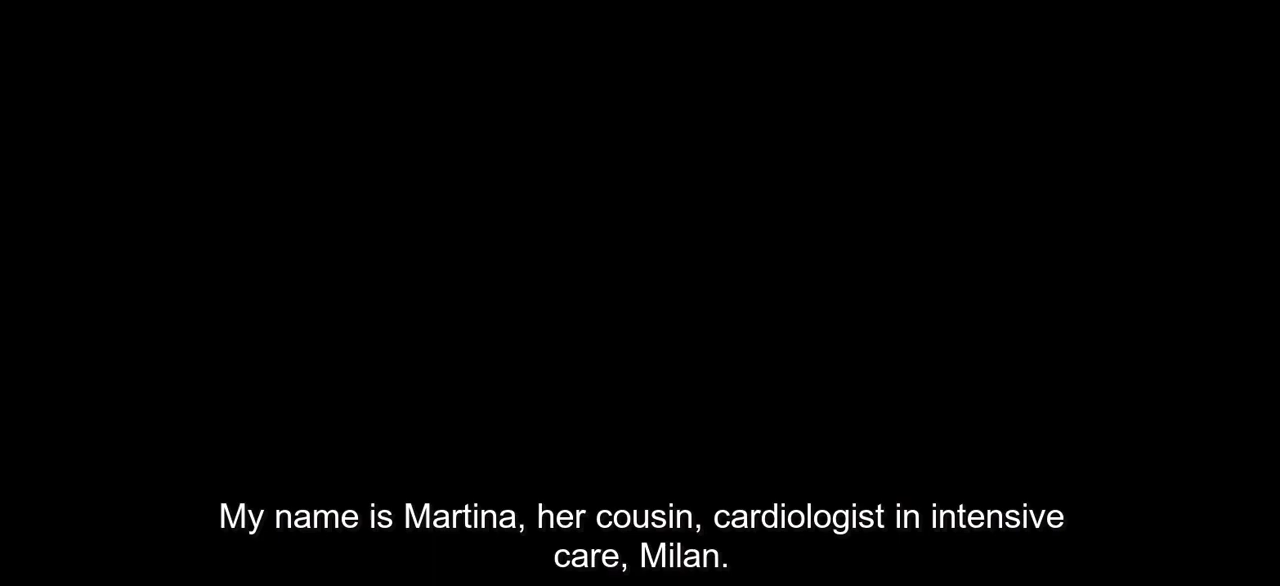 My name is Martina, her cousin, cardiologist in intensive
care, Milan.